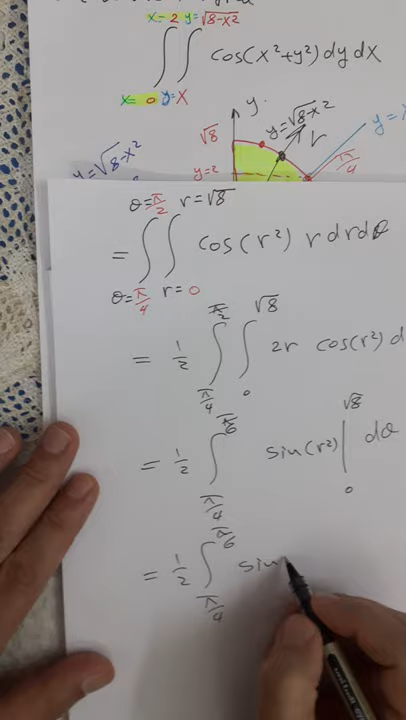 x-2 y=√8-x²
∫∫ cos(x²+y²) dy dx
x=0 y=x
y
y=√8-x²
r
√8
y=2
y=
π/4
y=√8-x²
θ=π/2 r=√8
= ∫∫ cos(r²) r dr dθ
θ=π/4 r=0
π/2 √8
= 1/2 ∫ ∫ 2r cos(r²) d
π/4 0
π/6 √8
= 1/2 ∫ sin(r²) | dθ
π/4 0
π/6
= 1/2 ∫ sin
π/4